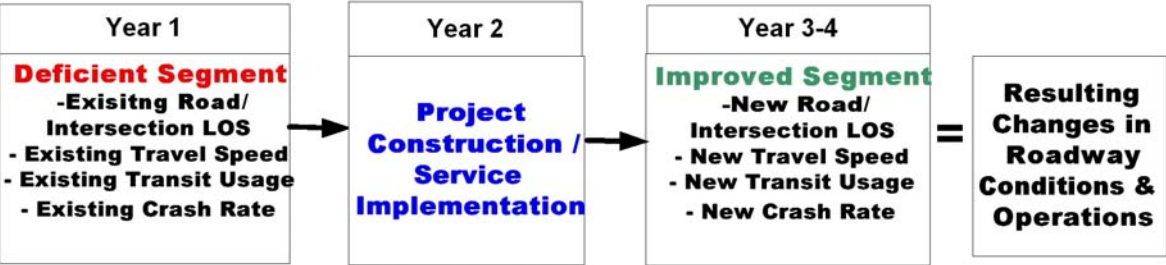 Year 1
Deficient Segment
-Exisitng Road/
Intersection LOS
- Existing Travel Speed
- Existing Transit Usage
- Existing Crash Rate
Year 2
Project
Construction /
Service
Implementation
Year 3-4
Improved Segment
-New Road/
Intersection LOS
- New Travel Speed
- New Transit Usage
- New Crash Rate
=
Resulting
Changes in
Roadway
Conditions &
Operations